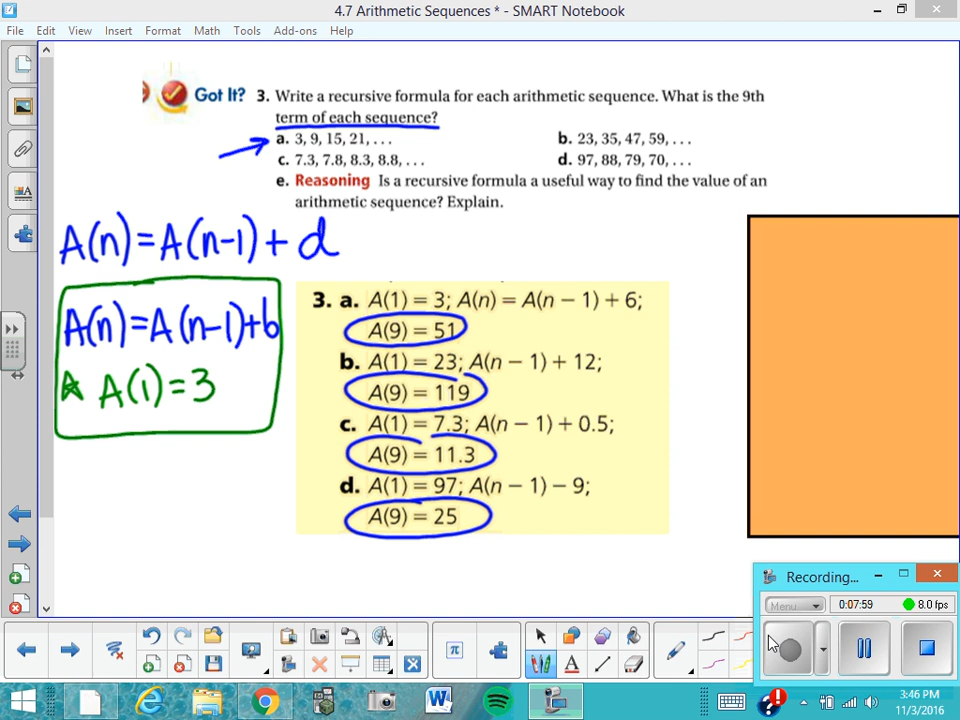 4.7 Arithmetic Sequences * - SMART Notebook
File Edit View Insert Format Math Tools Add-ons Help
Got It? 3. Write a recursive formula for each arithmetic sequence. What is the 9th
term of each sequence?
a. 3, 9, 15, 21, . . . b. 23, 35, 47, 59, . . .
c. 7.3, 7.8, 8.3, 8.8, . . . d. 97, 88, 79, 70, . . .
e. Reasoning Is a recursive formula a useful way to find the value of an
arithmetic sequence? Explain.
A(n)=A(n-1)+d
A(n)=A(n-1)+6
A(1)=3
3. a. A(1) = 3; A(n) = A(n − 1) + 6;
A(9) = 51
b. A(1) = 23; A(n − 1) + 12;
A(9) = 119
c. A(1) = 7.3; A(n − 1) + 0.5;
A(9) = 11.3
d. A(1) = 97; A(n − 1) − 9;
A(9) = 25
Recording...
Menu 0:07:59 8.0 fps
π
A
W
3:46 PM
11/3/2016